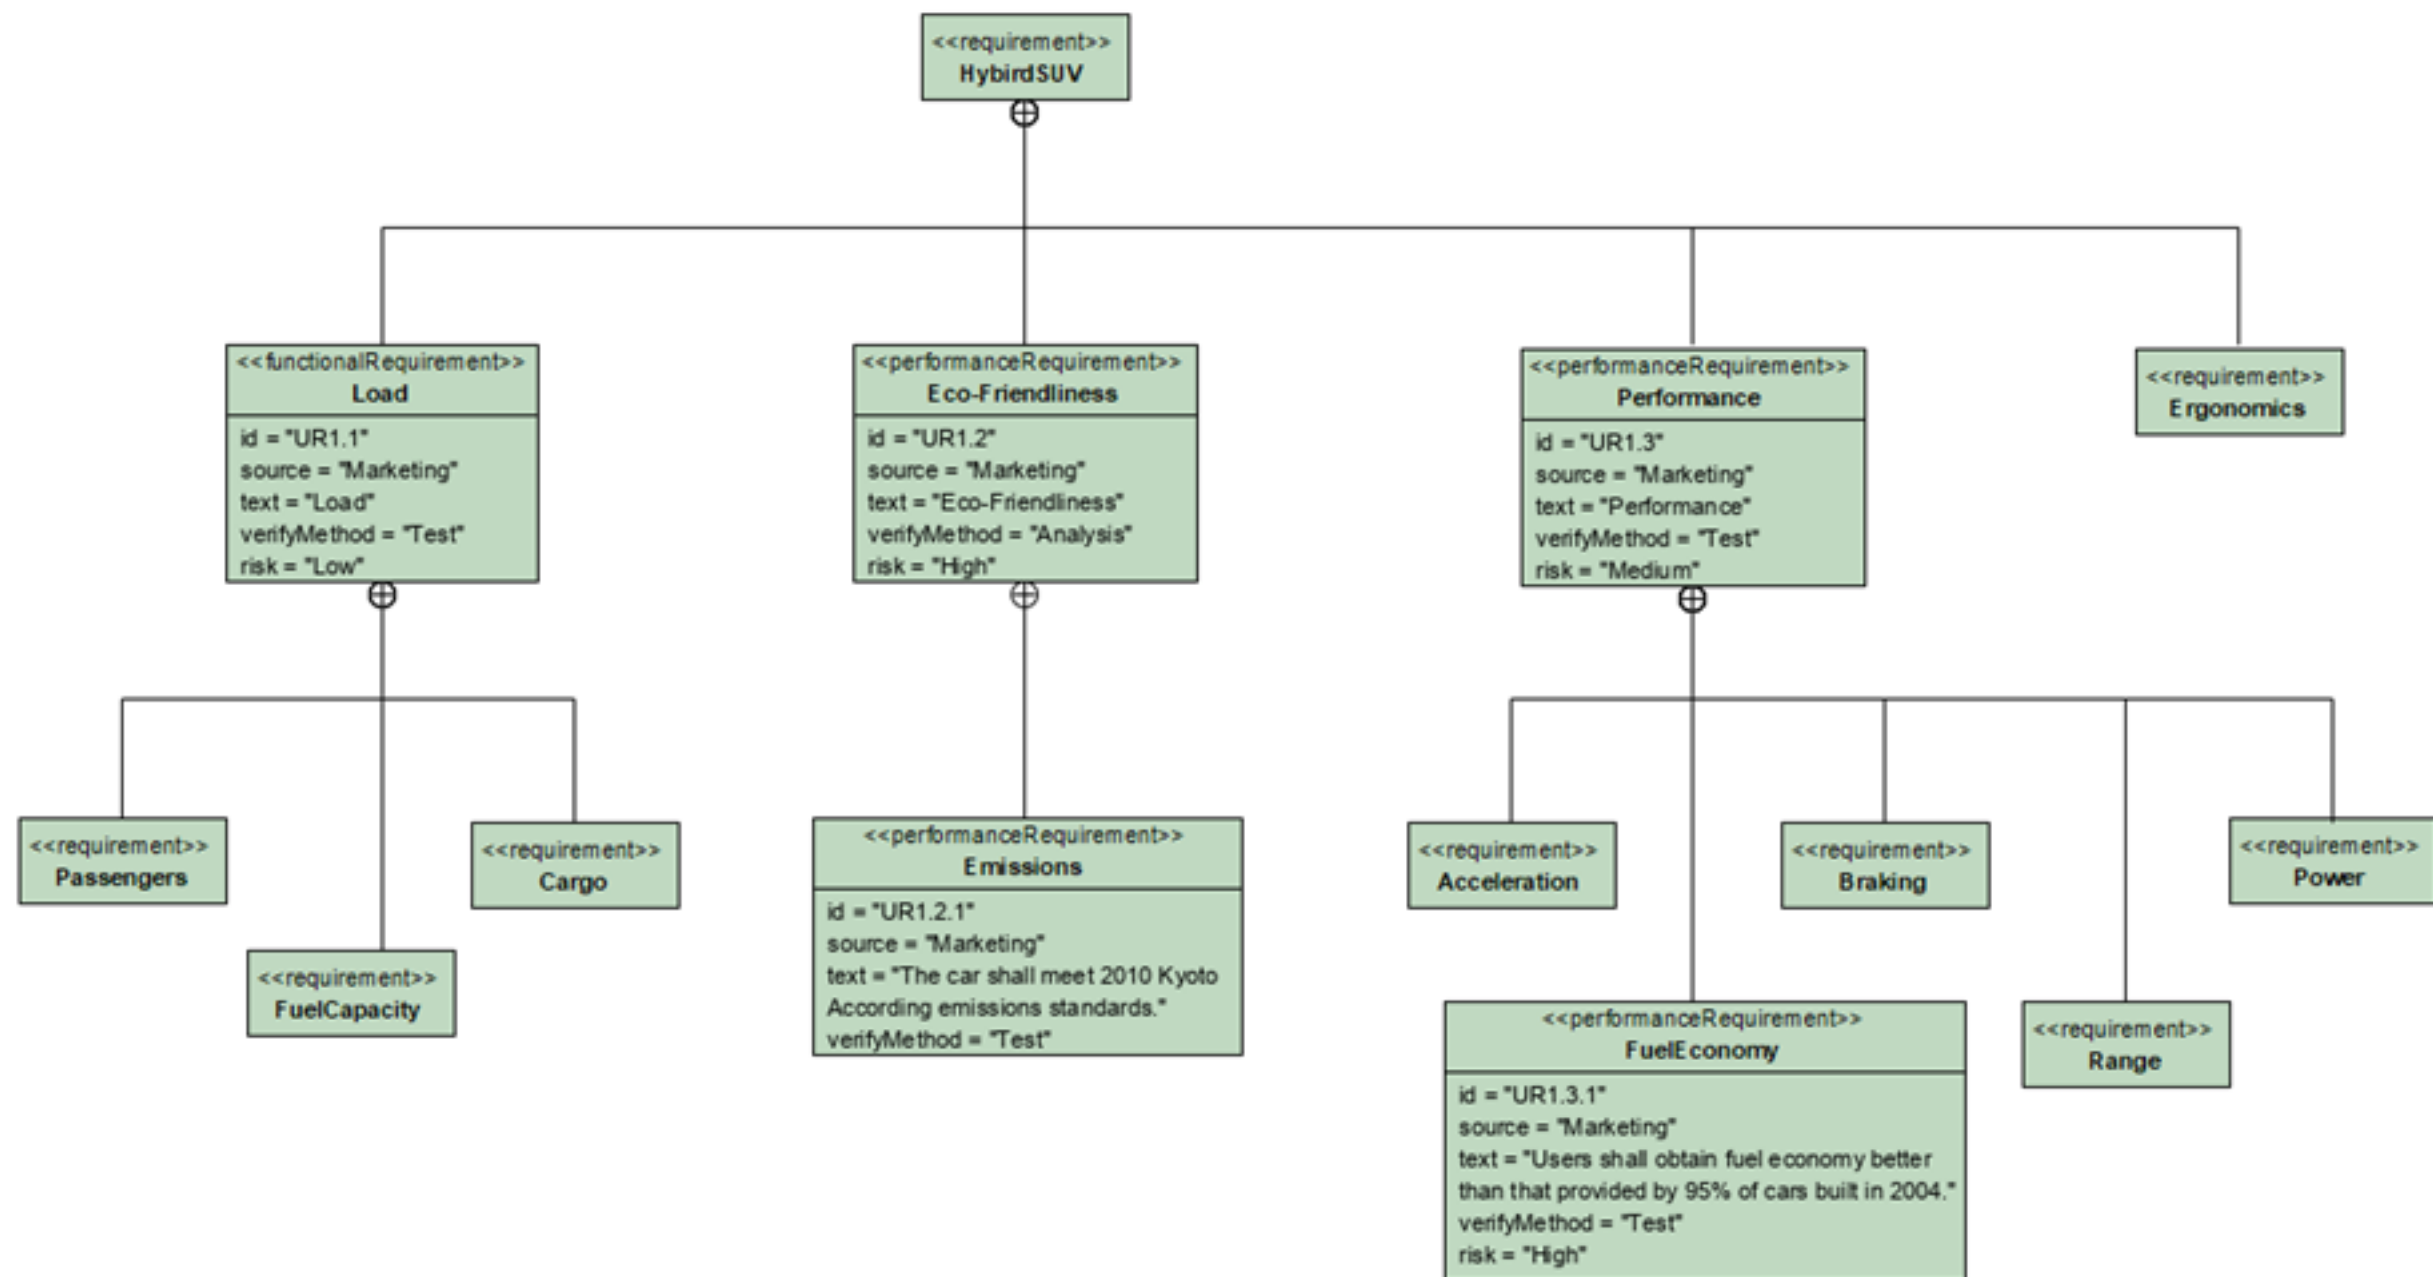 <<requirement>>
HybirdSUV
<<functionalRequirement>>
Load
id = "UR1.1"
source = "Marketing"
text = "Load"
verifyMethod = "Test"
risk = "Low"
<<performanceRequirement>>
Eco-Friendliness
id = "UR1.2"
source = "Marketing"
text = "Eco-Friendliness"
verifyMethod = "Analysis"
risk = "High"
<<performanceRequirement>>
Performance
id = "UR1.3"
source = "Marketing"
text = "Performance"
verifyMethod = "Test"
risk = "Medium"
<<requirement>>
Ergonomics
<<requirement>>
Passengers
<<requirement>>
FuelCapacity
<<requirement>>
Cargo
<<performanceRequirement>>
Emissions
id = "UR1.2.1"
source = "Marketing"
text = "The car shall meet 2010 Kyoto
According emissions standards."
verifyMethod = "Test"
<<requirement>>
Acceleration
<<performanceRequirement>>
FuelEconomy
id = "UR1.3.1"
source = "Marketing"
text = "Users shall obtain fuel economy better
than that provided by 95% of cars built in 2004."
verifyMethod = "Test"
risk = "High"
<<requirement>>
Braking
<<requirement>>
Range
<<requirement>>
Power